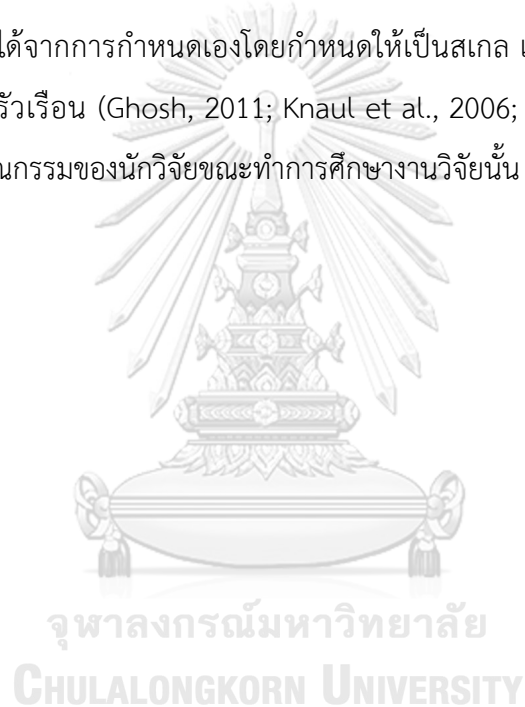 ได้จากการกำหนดเองโดยกำหนดให้เป็นสเกล
รัวเรือน (Ghosh, 2011; Knaul et al., 2006;
ณกรรมของนักวิจัยขณะทำการศึกษางานวิจัยนั้น
จุฬาลงกรณ์มหาวิทยาลัย
CHULALONGKORN UNIVERSITY